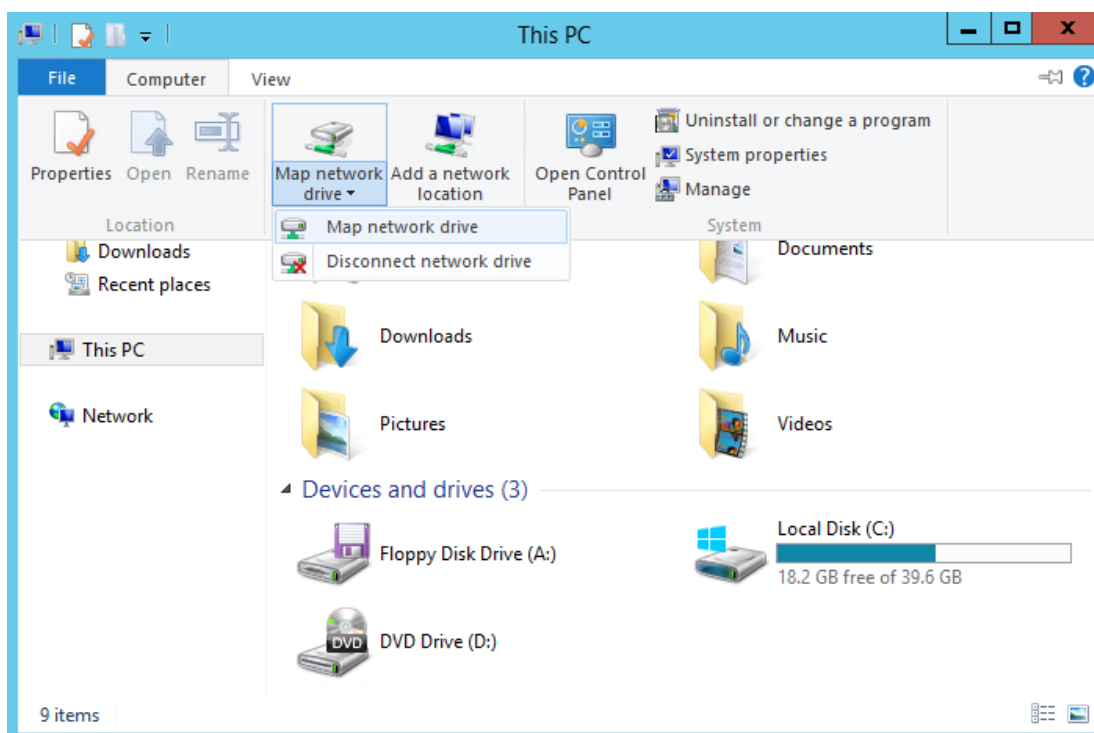 This PC
File Computer View
Properties Open Rename
Map network drive
Add a network location
Open Control Panel
Uninstall or change a program
System properties
Manage
Location
System
Map network drive
Disconnect network drive
Downloads
Recent places
This PC
Network
Documents
Downloads
Music
Pictures
Videos
Devices and drives (3)
Floppy Disk Drive (A:)
Local Disk (C:)
18.2 GB free of 39.6 GB
DVD
DVD Drive (D:)
9 items